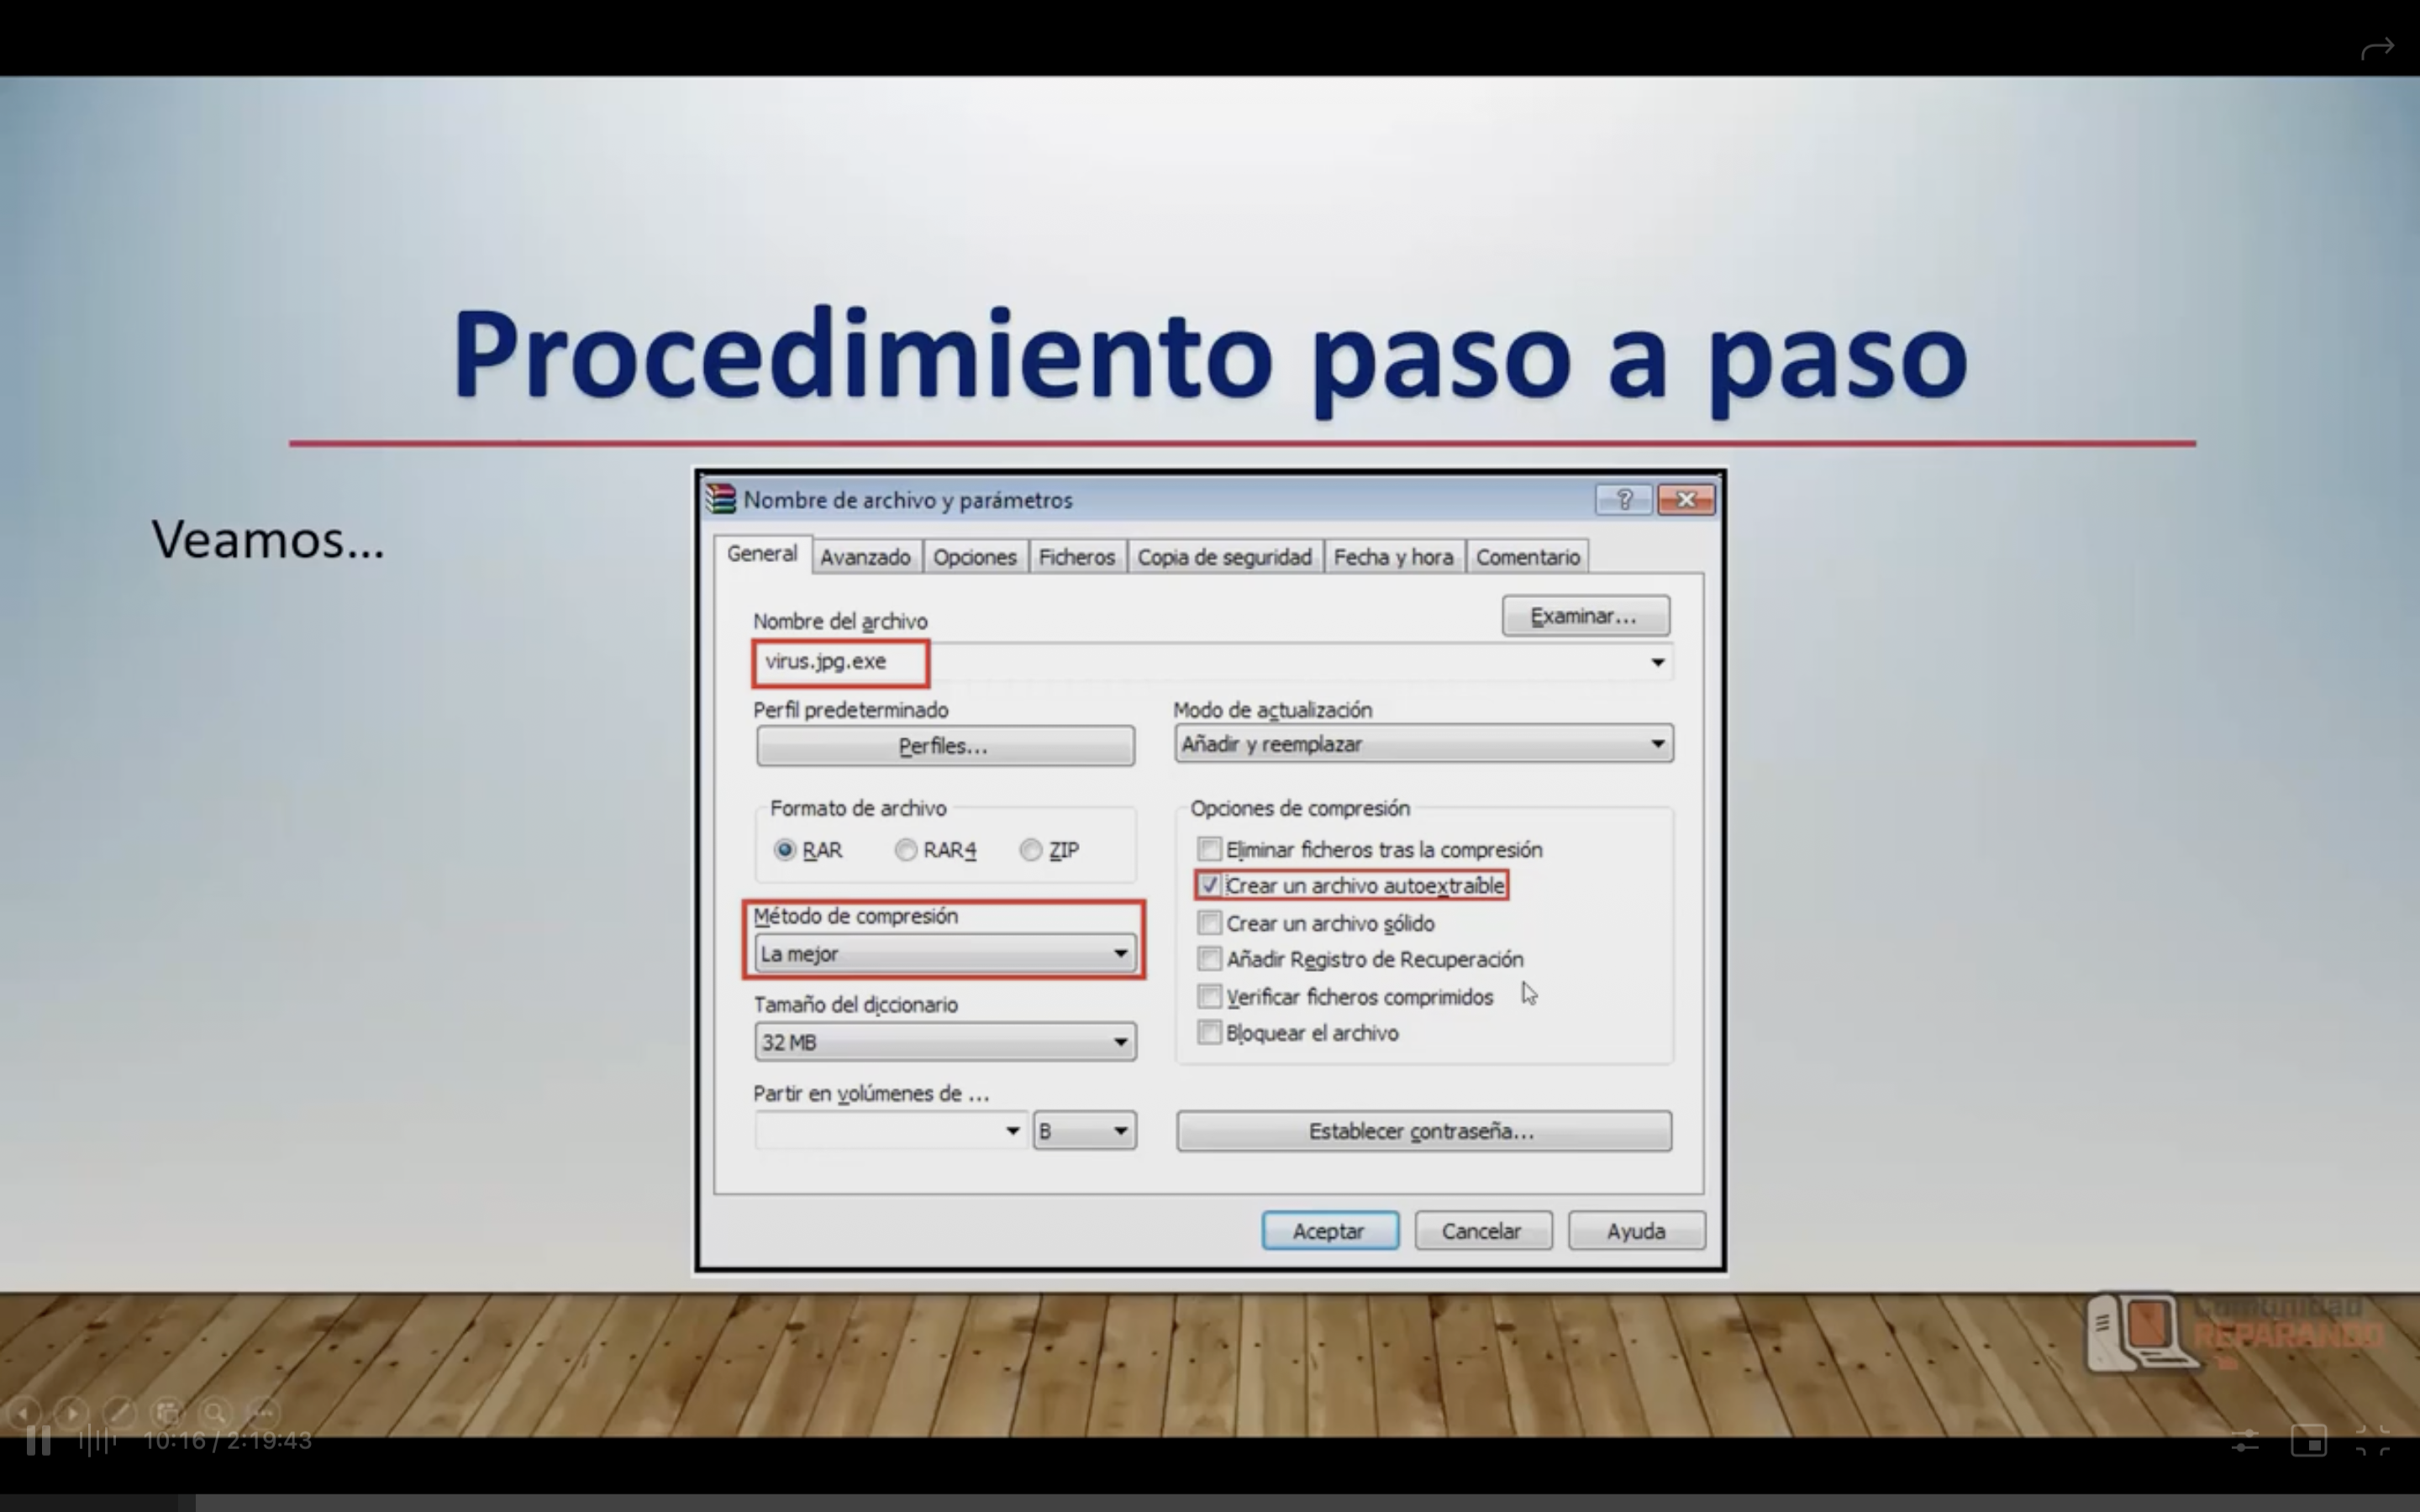 Procedimiento paso a paso
Veamos...
Nombre de archivo y parámetros
General Avanzado Opciones Ficheros Copia de seguridad Fecha y hora Comentario
Nombre del archivo
Examinar...
virus.jpg.exe
Perfil predeterminado
Perfiles...
Modo de actualización
Añadir y reemplazar
Formato de archivo
RAR RAR4 ZIP
Método de compresión
La mejor
Tamaño del diccionario
32 MB
Partir en volúmenes de ...
B
Opciones de compresión
Eliminar ficheros tras la compresión
Crear un archivo autoextraíble
Crear un archivo sólido
Añadir Registro de Recuperación
Verificar ficheros comprimidos
Bloquear el archivo
Establecer contraseña...
Aceptar Cancelar Ayuda
Comunidad
REPARANDO
10:16 / 2:19:43